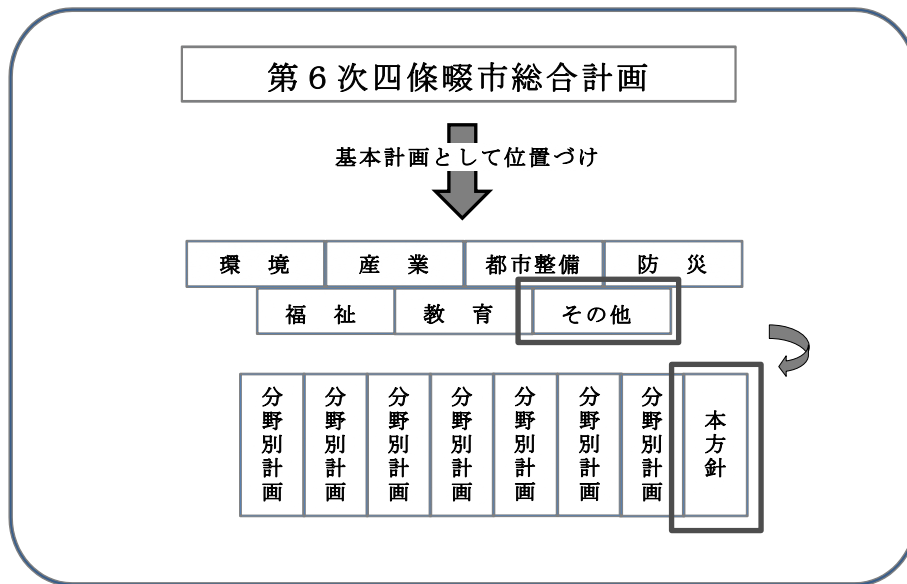 第６次四條畷市総合計画
基本計画として位置づけ
環　境
産　業
都市整備
防　災
福　祉
教　育
その他
分野別計画
分野別計画
分野別計画
分野別計画
分野別計画
分野別計画
分野別計画
本方針